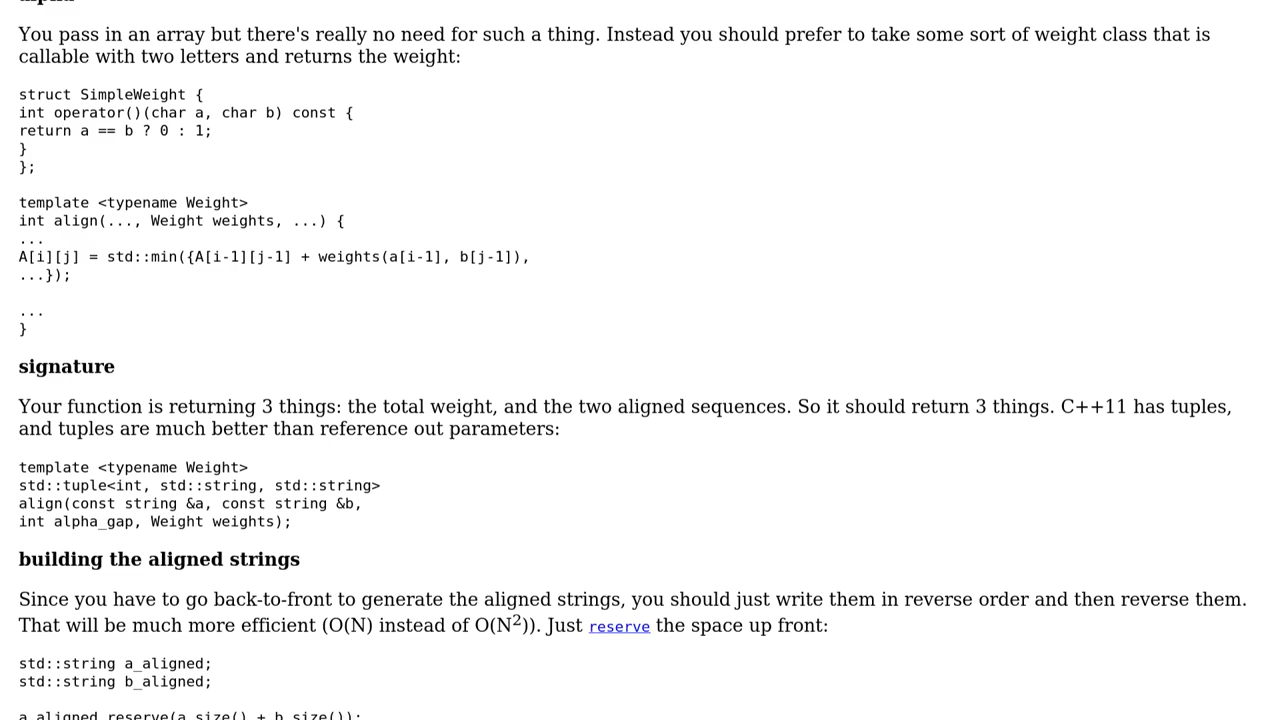 You pass in an array but there's really no need for such a thing. Instead you should prefer to take some sort of weight class that is
callable with two letters and returns the weight:
struct SimpleWeight {
int operator()(char a, char b) const {
return a == b ? 0 : 1;
}
};
template <typename Weight>
int align(..., Weight weights, ...) {
...
A[i][j] = std::min({A[i-1][j-1] + weights(a[i-1], b[j-1]),
...});
...
}
signature
Your function is returning 3 things: the total weight, and the two aligned sequences. So it should return 3 things. C++11 has tuples,
and tuples are much better than reference out parameters:
template <typename Weight>
std::tuple<int, std::string, std::string>
align(const string &a, const string &b,
int alpha_gap, Weight weights);
building the aligned strings
Since you have to go back-to-front to generate the aligned strings, you should just write them in reverse order and then reverse them.
That will be much more efficient (O(N) instead of O(N²)). Just reserve the space up front:
std::string a_aligned;
std::string b_aligned;
a_aligned.reserve(a.size() + b.size());